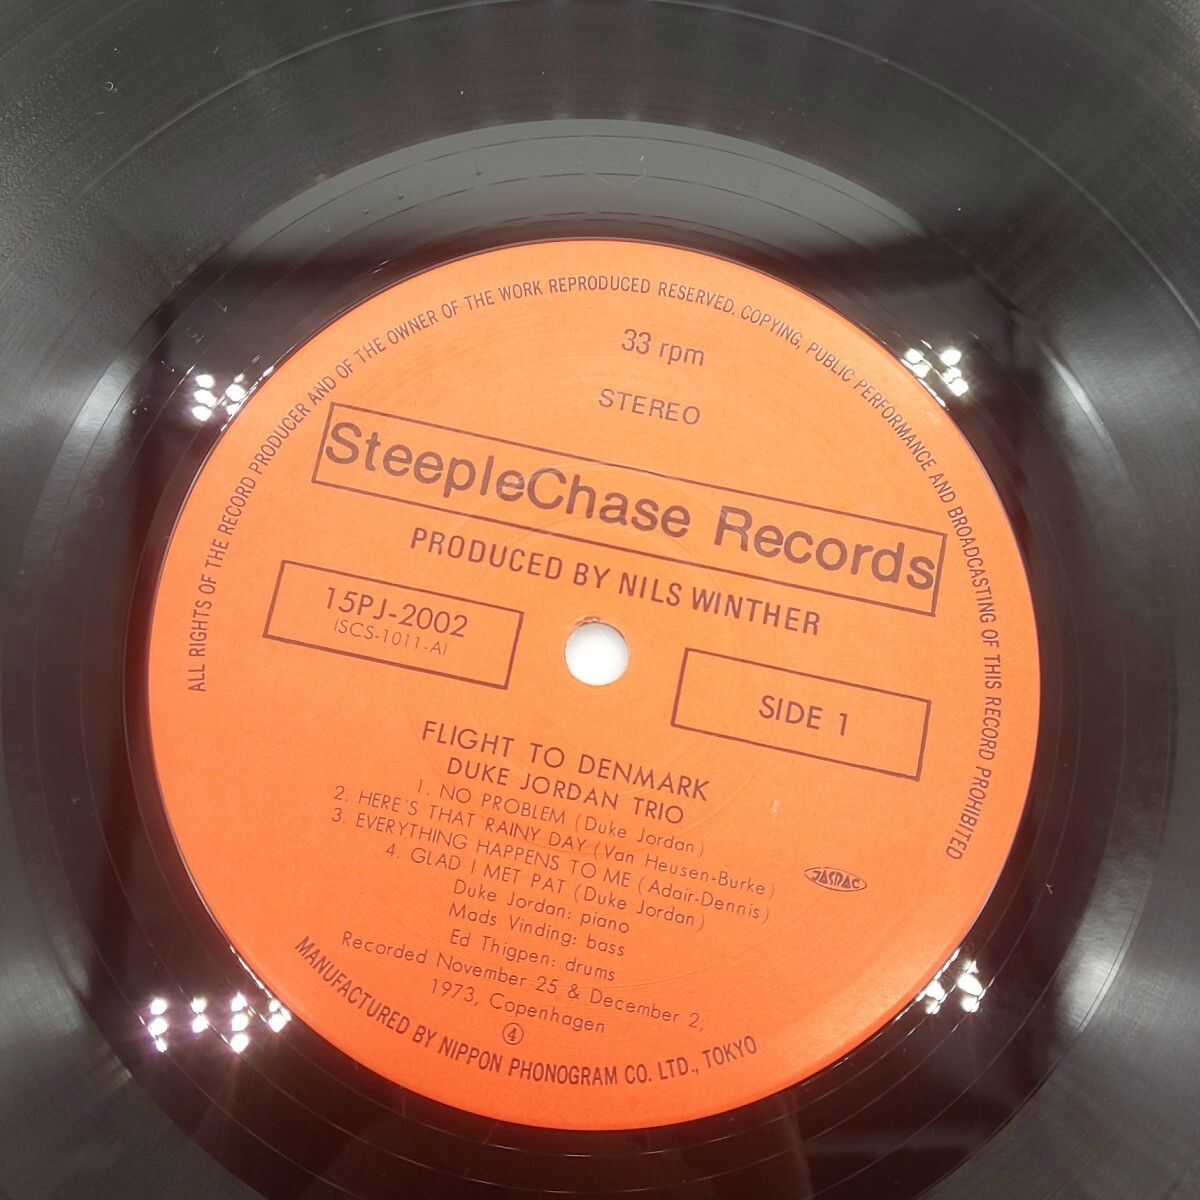 ALL RIGHTS OF THE RECORD PRODUCER AND OF THE OWNER OF THE WORK REPRODUCED RESERVED. COPYING, PUBLIC PERFORMANCE AND BROADCASTING OF THIS RECORD PROHIBITED
33 rpm
STEREO
SteepleChase Records
PRODUCED BY NILS WINTHER
15PJ-2002
(SCS-1011-A)
SIDE 1
FLIGHT TO DENMARK
DUKE JORDAN TRIO
1. NO PROBLEM (Duke Jordan)
2. HERE'S THAT RAINY DAY (Van Heusen-Burke)
3. EVERYTHING HAPPENS TO ME (Adair-Dennis)
4. GLAD I MET PAT (Duke Jordan)
JASRAC
Duke Jordan: piano
Mads Vinding: bass
Ed Thigpen: drums
Recorded November 25 & December 2,
1973, Copenhagen
④
MANUFACTURED BY NIPPON PHONOGRAM CO. LTD., TOKYO